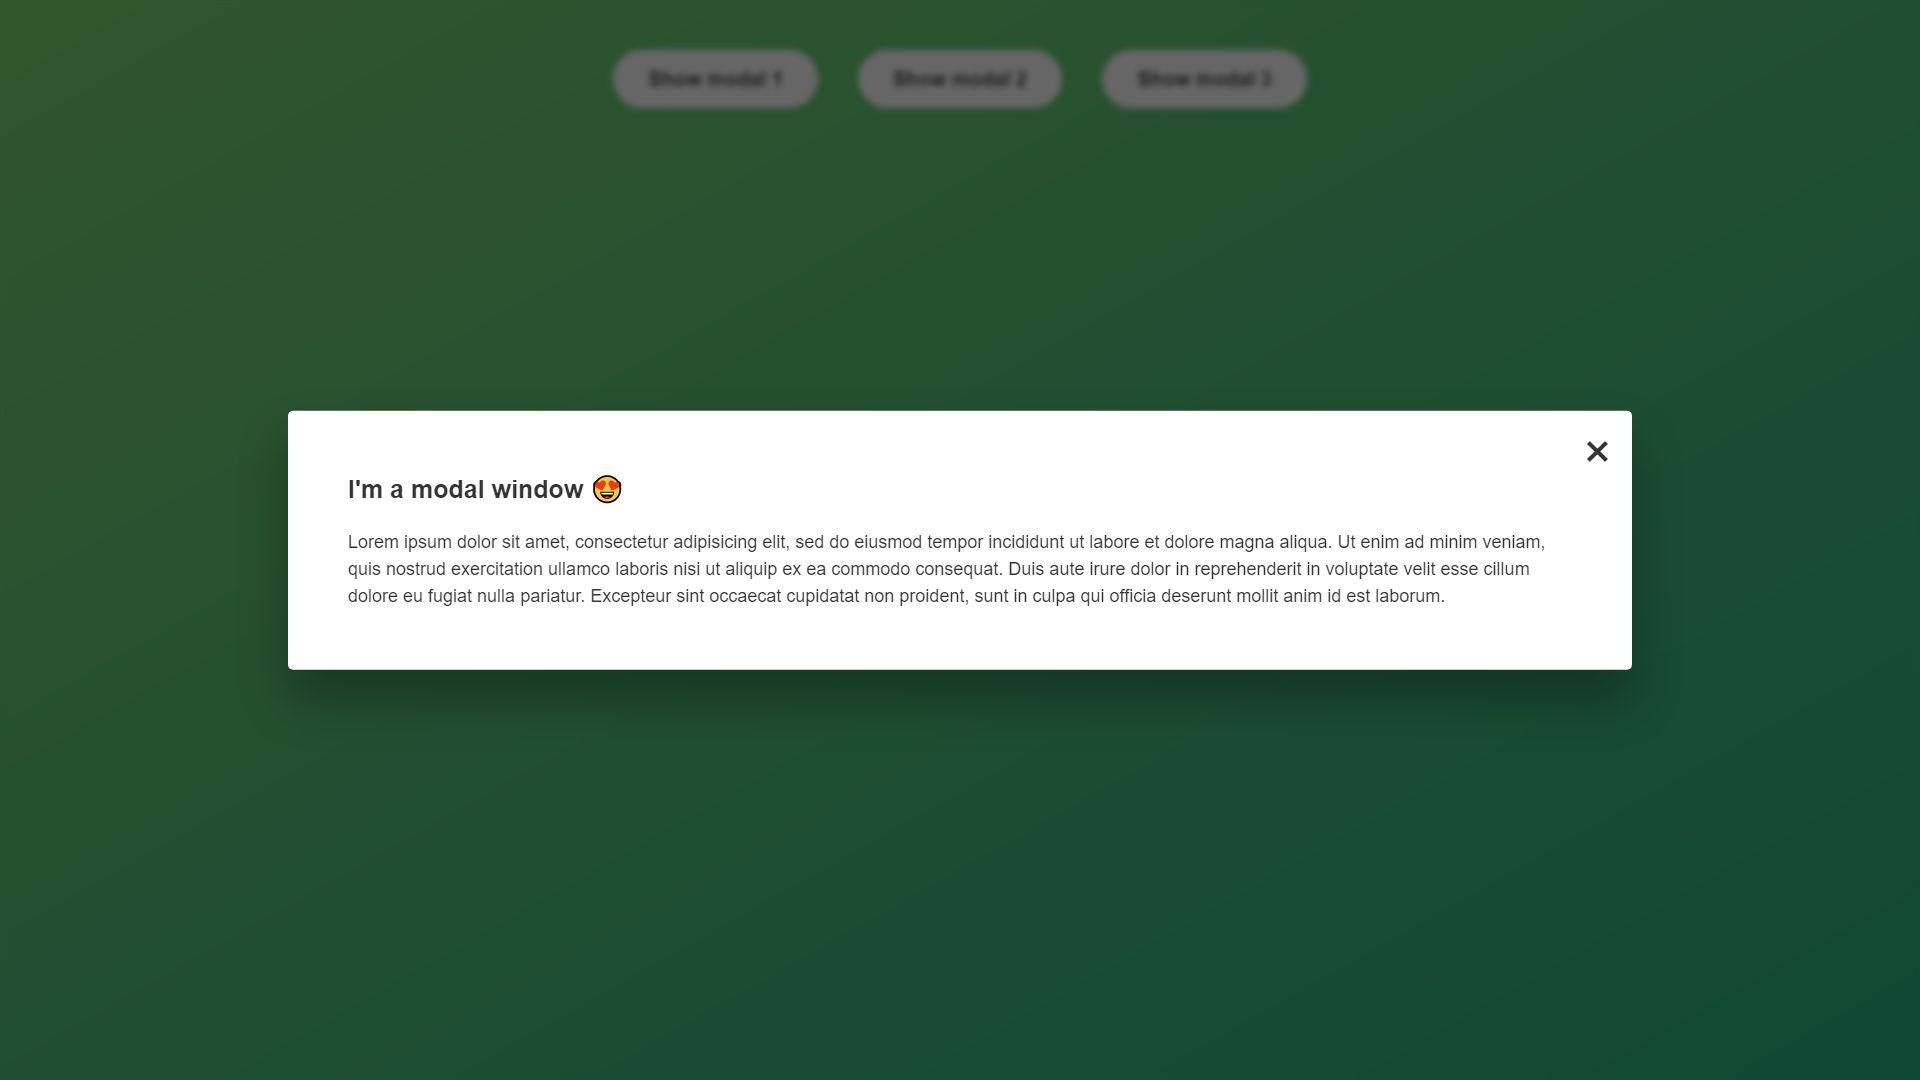 Show modal 1
Show modal 2
Show modal 3
I'm a modal window 😍
Lorem ipsum dolor sit amet, consectetur adipisicing elit, sed do eiusmod tempor incididunt ut labore et dolore magna aliqua. Ut enim ad minim veniam,
quis nostrud exercitation ullamco laboris nisi ut aliquip ex ea commodo consequat. Duis aute irure dolor in reprehenderit in voluptate velit esse cillum
dolore eu fugiat nulla pariatur. Excepteur sint occaecat cupidatat non proident, sunt in culpa qui officia deserunt mollit anim id est laborum.